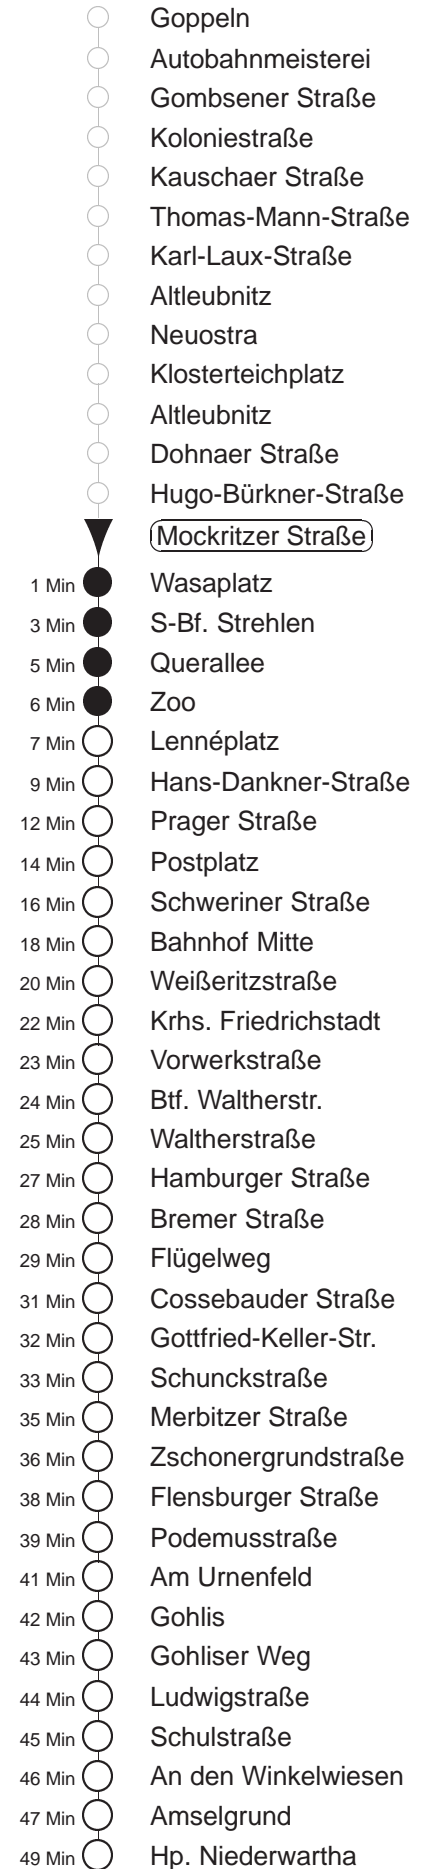 Goppeln
Autobahnmeisterei
Gombsener Straße
Koloniestraße
Kauschaer Straße
Thomas-Mann-Straße
Karl-Laux-Straße
Altleubnitz
Neuostra
Klosterteichplatz
Altleubnitz
Dohnaer Straße
Hugo-Bürkner-Straße
Mockritzer Straße
1 Min Wasaplatz
3 Min S-Bf. Strehlen
5 Min Querallee
6 Min Zoo
7 Min Lennéplatz
9 Min Hans-Dankner-Straße
12 Min Prager Straße
14 Min Postplatz
16 Min Schweriner Straße
18 Min Bahnhof Mitte
20 Min Weißeritzstraße
22 Min Krhs. Friedrichstadt
23 Min Vorwerkstraße
24 Min Btf. Waltherstr.
25 Min Waltherstraße
27 Min Hamburger Straße
28 Min Bremer Straße
29 Min Flügelweg
31 Min Cossebauder Straße
32 Min Gottfried-Keller-Str.
33 Min Schunckstraße
35 Min Merbitzer Straße
36 Min Zschonergrundstraße
38 Min Flensburger Straße
39 Min Podemusstraße
41 Min Am Urnenfeld
42 Min Gohlis
43 Min Gohliser Weg
44 Min Ludwigstraße
45 Min Schulstraße
46 Min An den Winkelwiesen
47 Min Amselgrund
49 Min Hp. Niederwartha